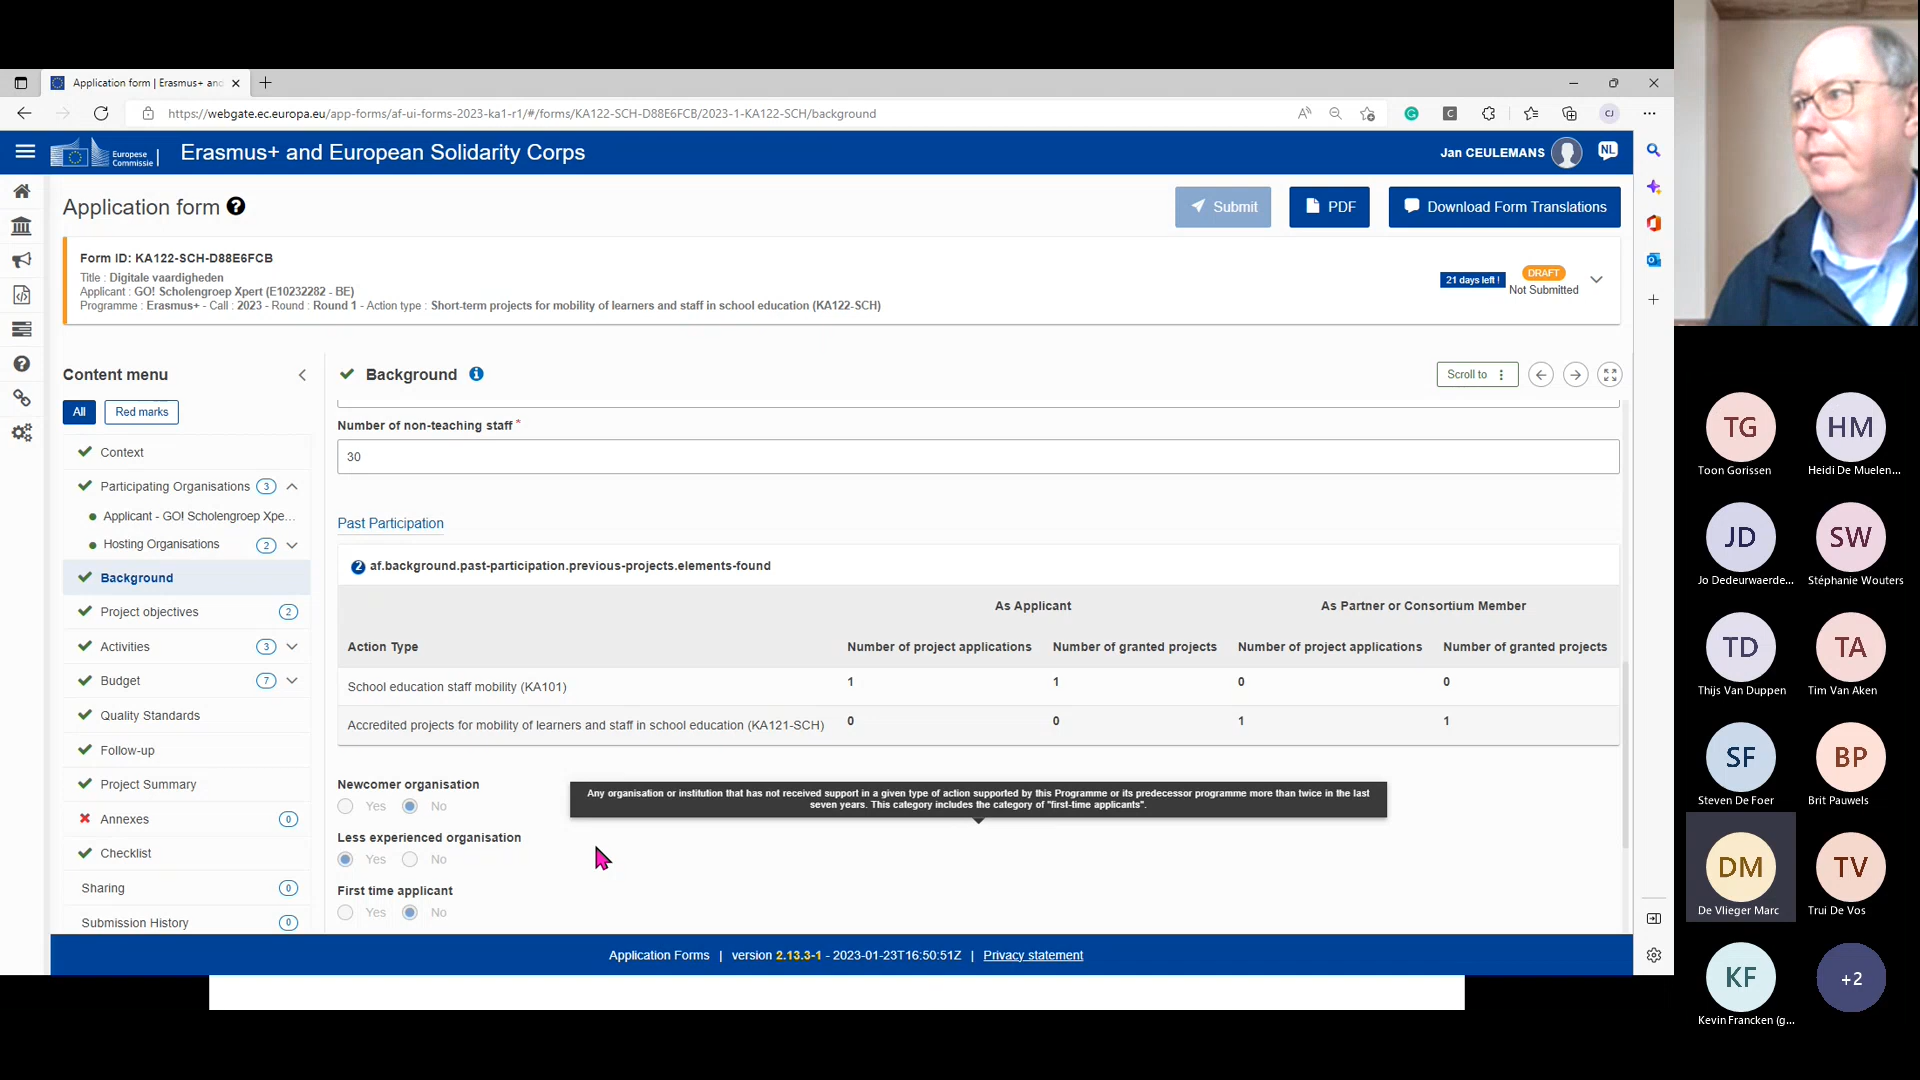 Application form | Erasmus+ and
https://webgate.ec.europa.eu/app-forms/af-ui-forms-2023-ka1-r1/#/forms/KA122-SCH-D88E6FCB/2023-1-KA122-SCH/background
CJ
Europese Commissie
Erasmus+ and European Solidarity Corps
Jan CEULEMANS
NL
Application form
Submit
PDF
Download Form Translations
Form ID: KA122-SCH-D88E6FCB
Title : Digitale vaardigheden
Applicant : GO! Scholengroep Xpert (E10232282 - BE)
Programme : Erasmus+ - Call : 2023 - Round : Round 1 - Action type : Short-term projects for mobility of learners and staff in school education (KA122-SCH)
21 days left !
DRAFT
Not Submitted
Content menu
All
Red marks
Context
Participating Organisations 3
Applicant - GO! Scholengroep Xpe...
Hosting Organisations 2
Background
Project objectives 2
Activities 3
Budget 7
Quality Standards
Follow-up
Project Summary
Annexes 0
Checklist
Sharing 0
Submission History 0
Background
Scroll to
Number of non-teaching staff *
30
Past Participation
2 af.background.past-participation.previous-projects.elements-found
As Applicant As Partner or Consortium Member
Action Type Number of project applications Number of granted projects Number of project applications Number of granted projects
School education staff mobility (KA101) 1 1 0 0
Accredited projects for mobility of learners and staff in school education (KA121-SCH) 0 0 1 1
Newcomer organisation
Yes No
Any organisation or institution that has not received support in a given type of action supported by this Programme or its predecessor programme more than twice in the last
seven years. This category includes the category of "first-time applicants".
Less experienced organisation
Yes No
First time applicant
Yes No
Application Forms | version 2.13.3-1 - 2023-01-23T16:50:51Z | Privacy statement
TG
Toon Gorissen
HM
Heidi De Muelen...
JD
Jo Dedeurwaerde...
SW
Stéphanie Wouters
TD
Thijs Van Duppen
TA
Tim Van Aken
SF
Steven De Foer
BP
Brit Pauwels
DM
De Vlieger Marc
TV
Trui De Vos
KF
Kevin Francken (g...
+2